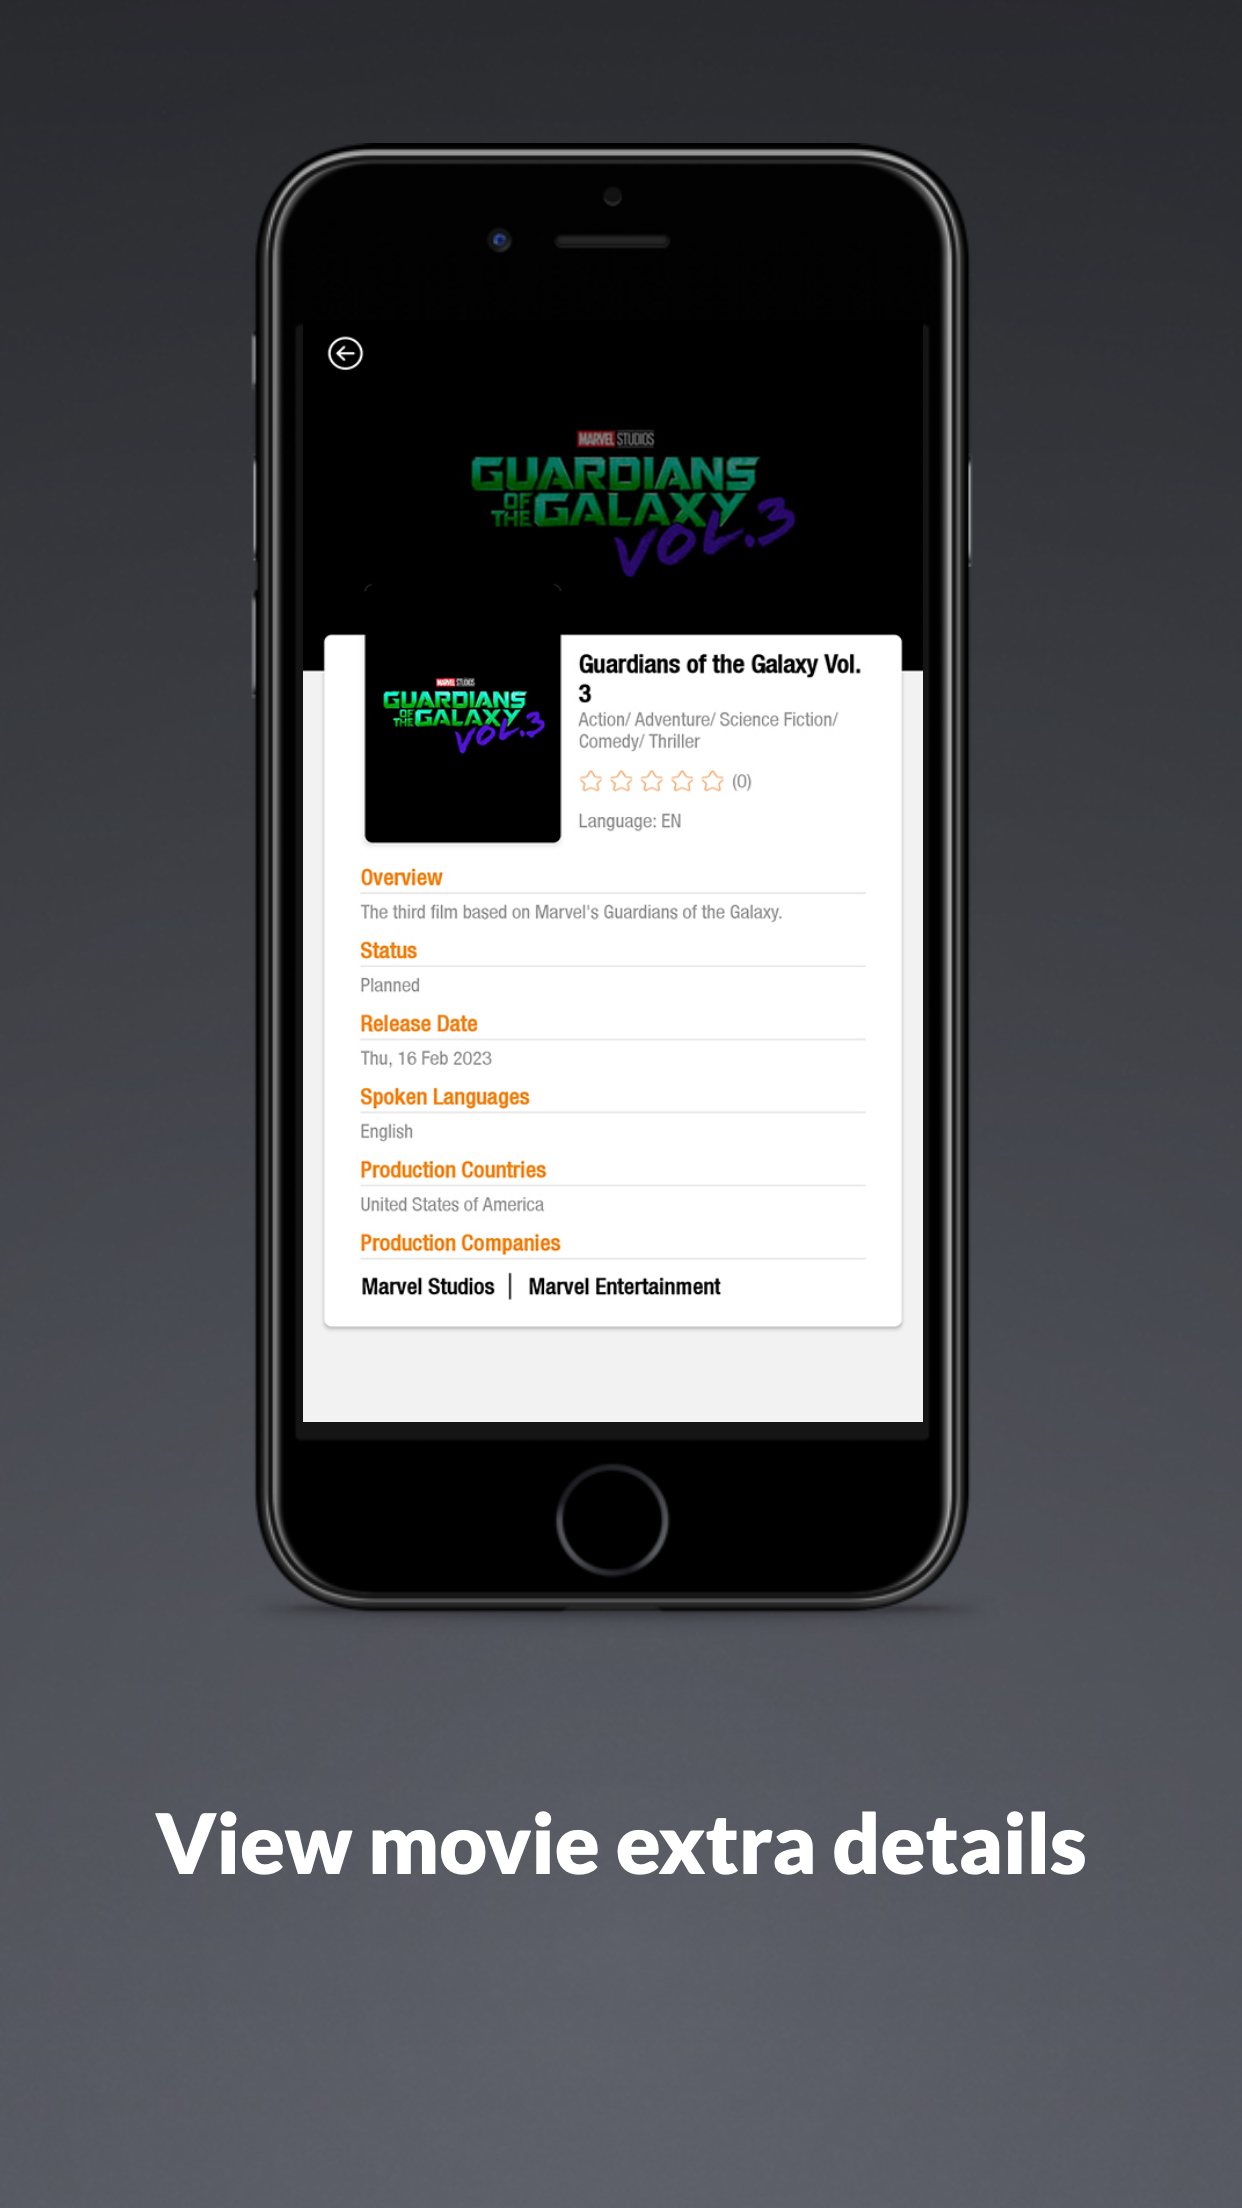 MARVEL STUDIOS
GUARDIANS
OF THE GALAXY
VOL.3
MARVEL STUDIOS
GUARDIANS
OF THE GALAXY
VOL.3
Guardians of the Galaxy Vol.
3
Action/ Adventure/ Science Fiction/
Comedy/ Thriller
(0)
Language: EN
Overview
The third film based on Marvel's Guardians of the Galaxy.
Status
Planned
Release Date
Thu, 16 Feb 2023
Spoken Languages
English
Production Countries
United States of America
Production Companies
Marvel Studios | Marvel Entertainment
View movie extra details